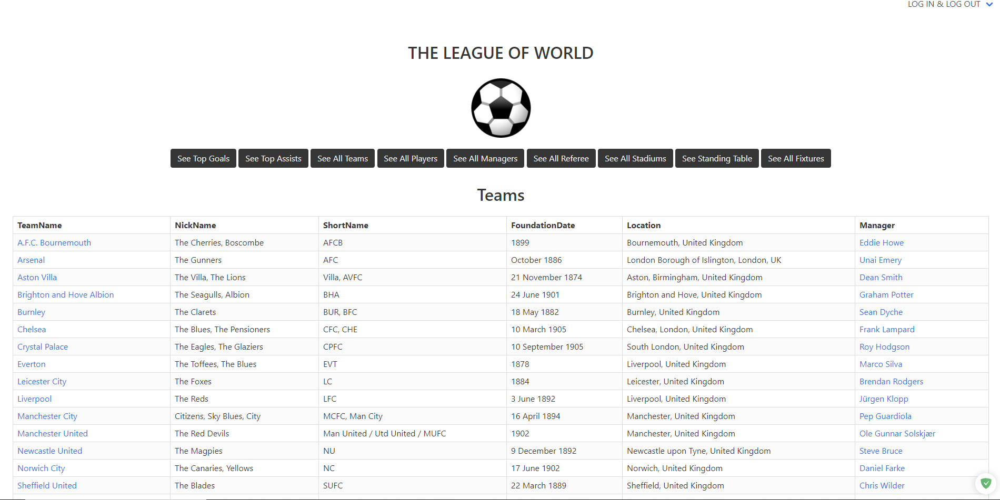 LOG IN & LOG OUT
THE LEAGUE OF WORLD
See Top Goals See Top Assists See All Teams See All Players See All Managers See All Referee See All Stadiums See Standing Table See All Fixtures
Teams
TeamName NickName ShortName FoundationDate Location Manager
A.F.C. Bournemouth The Cherries, Boscombe AFCB 1899 Bournemouth, United Kingdom Eddie Howe
Arsenal The Gunners AFC October 1886 London Borough of Islington, London, UK Unai Emery
Aston Villa The Villa, The Lions Villa, AVFC 21 November 1874 Aston, Birmingham, United Kingdom Dean Smith
Brighton and Hove Albion The Seagulls, Albion BHA 24 June 1901 Brighton and Hove, United Kingdom Graham Potter
Burnley The Clarets BUR, BFC 18 May 1882 Burnley, United Kingdom Sean Dyche
Chelsea The Blues, The Pensioners CFC, CHE 10 March 1905 Chelsea, London, United Kingdom Frank Lampard
Crystal Palace The Eagles, The Glaziers CPFC 10 September 1905 South London, United Kingdom Roy Hodgson
Everton The Toffees, The Blues EVT 1878 Liverpool, United Kingdom Marco Silva
Leicester City The Foxes LC 1884 Leicester, United Kingdom Brendan Rodgers
Liverpool The Reds LFC 3 June 1892 Liverpool, United Kingdom Jürgen Klopp
Manchester City Citizens, Sky Blues, City MCFC, Man City 16 April 1894 Manchester, United Kingdom Pep Guardiola
Manchester United The Red Devils Man United / Utd United / MUFC 1902 Manchester, United Kingdom Ole Gunnar Solskjær
Newcastle United The Magpies NU 9 December 1892 Newcastle upon Tyne, United Kingdom Steve Bruce
Norwich City The Canaries, Yellows NC 17 June 1902 Norwich, United Kingdom Daniel Farke
Sheffield United The Blades SUFC 22 March 1889 Sheffield, United Kingdom Chris Wilder